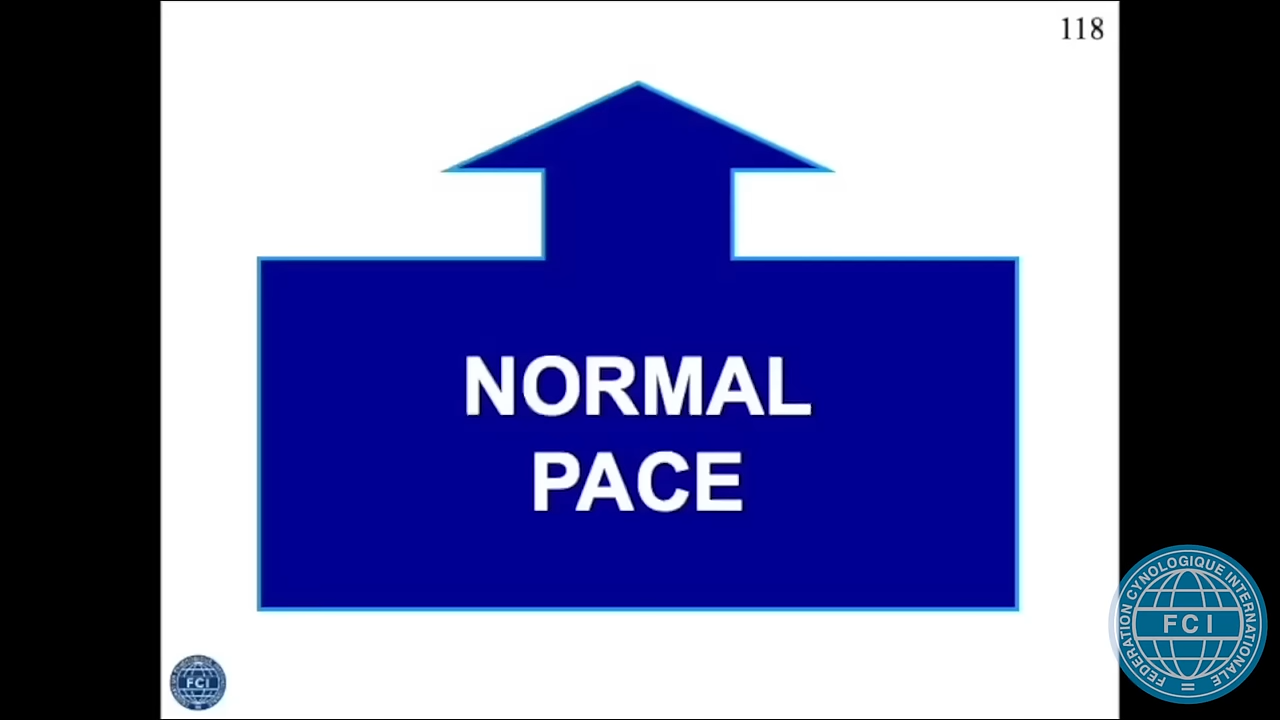 118
NORMAL
PACE
FCI
FEDERATION CYNOLOGIQUE INTERNATIONALE
FCI